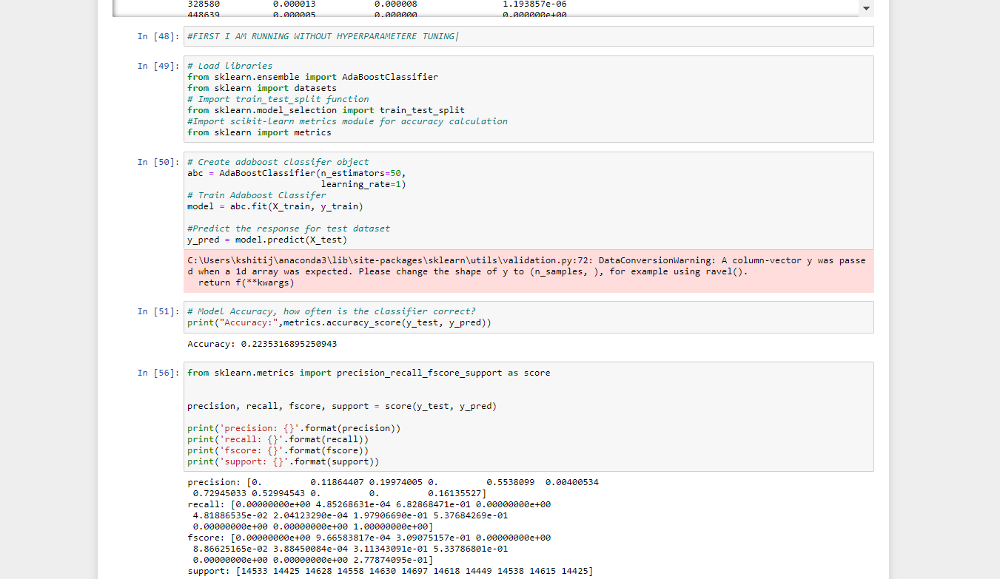 328580 0.000013 0.000008 1.193857e-06
448639 0.000005 0.000000 0.000000e+00
In [48]: #FIRST I AM RUNNING WITHOUT HYPERPARAMETERE TUNING
In [49]: # Load libraries
from sklearn.ensemble import AdaBoostClassifier
from sklearn import datasets
# Import train_test_split function
from sklearn.model_selection import train_test_split
#Import scikit-learn metrics module for accuracy calculation
from sklearn import metrics
In [50]: # Create adaboost classifer object
abc = AdaBoostClassifier(n_estimators=50,
learning_rate=1)
# Train Adaboost Classifer
model = abc.fit(X_train, y_train)
#Predict the response for test dataset
y_pred = model.predict(X_test)
C:\Users\kshitij\anaconda3\lib\site-packages\sklearn\utils\validation.py:72: DataConversionWarning: A column-vector y was passe
d when a 1d array was expected. Please change the shape of y to (n_samples, ), for example using ravel().
return f(**kwargs)
In [51]: # Model Accuracy, how often is the classifier correct?
print("Accuracy:",metrics.accuracy_score(y_test, y_pred))
Accuracy: 0.2235316895250943
In [56]: from sklearn.metrics import precision_recall_fscore_support as score
precision, recall, fscore, support = score(y_test, y_pred)
print('precision: {}'.format(precision))
print('recall: {}'.format(recall))
print('fscore: {}'.format(fscore))
print('support: {}'.format(support))
precision: [0. 0.11864407 0.19974005 0. 0.5538099 0.00400534
0.72945033 0.52994543 0. 0. 0.16135527]
recall: [0.00000000e+00 4.85268631e-04 6.82868471e-01 0.00000000e+00
4.81886535e-02 2.04123290e-04 1.97906690e-01 5.37684269e-01
0.00000000e+00 0.00000000e+00 1.00000000e+00]
fscore: [0.00000000e+00 9.66583817e-04 3.09075157e-01 0.00000000e+00
8.86625165e-02 3.88450084e-04 3.11343091e-01 5.33786801e-01
0.00000000e+00 0.00000000e+00 2.77874095e-01]
support: [14533 14425 14628 14558 14630 14697 14618 14449 14538 14615 14425]